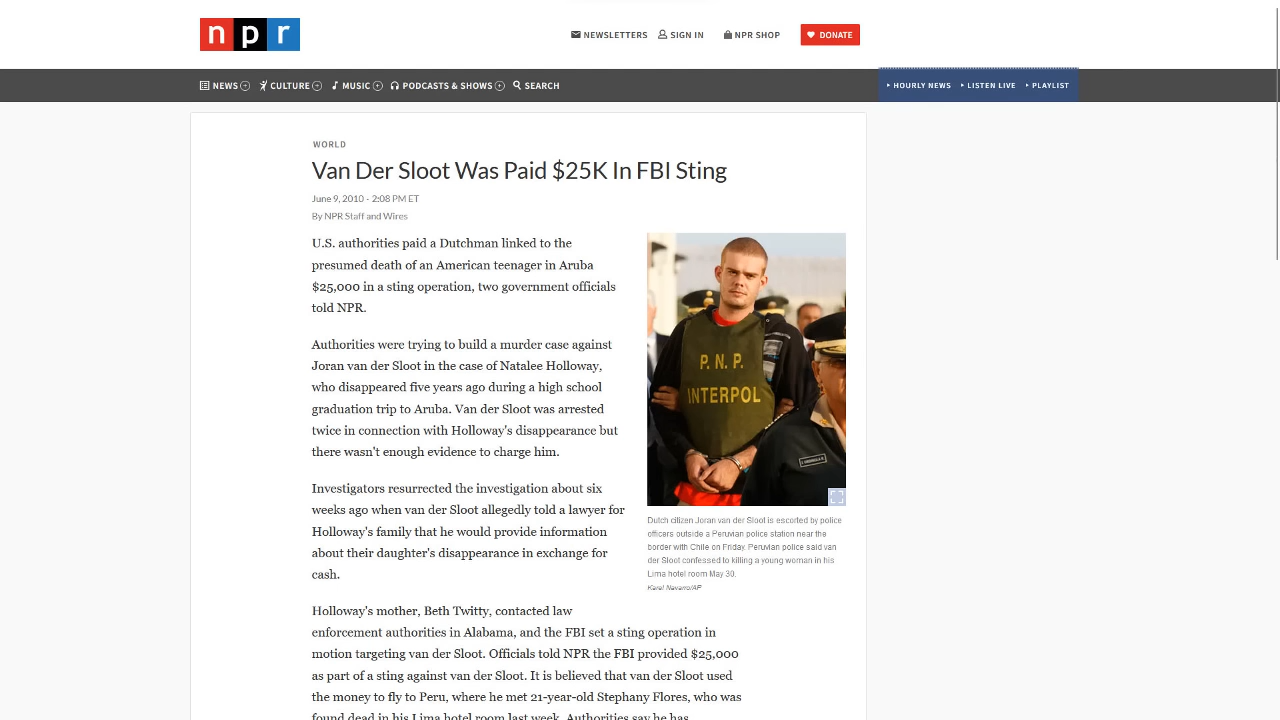 npr
NEWSLETTERS SIGN IN NPR SHOP DONATE
NEWS CULTURE MUSIC PODCASTS & SHOWS SEARCH
HOURLY NEWS LISTEN LIVE PLAYLIST
WORLD
Van Der Sloot Was Paid $25K In FBI Sting
June 9, 2010 · 2:08 PM ET
By NPR Staff and Wires
U.S. authorities paid a Dutchman linked to the
presumed death of an American teenager in Aruba
$25,000 in a sting operation, two government officials
told NPR.
Authorities were trying to build a murder case against
Joran van der Sloot in the case of Natalee Holloway,
who disappeared five years ago during a high school
graduation trip to Aruba. Van der Sloot was arrested
twice in connection with Holloway's disappearance but
there wasn't enough evidence to charge him.
Investigators resurrected the investigation about six
weeks ago when van der Sloot allegedly told a lawyer for
Holloway's family that he would provide information
about their daughter's disappearance in exchange for
cash.
P.N.P.
INTERPOL
Dutch citizen Joran van der Sloot is escorted by police
officers outside a Peruvian police station near the
border with Chile on Friday. Peruvian police said van
der Sloot confessed to killing a young woman in his
Lima hotel room May 30.
Karel Navarro/AP
Holloway's mother, Beth Twitty, contacted law
enforcement authorities in Alabama, and the FBI set a sting operation in
motion targeting van der Sloot. Officials told NPR the FBI provided $25,000
as part of a sting against van der Sloot. It is believed that van der Sloot used
the money to fly to Peru, where he met 21-year-old Stephany Flores, who was
found dead in his Lima hotel room last week. Authorities say he has